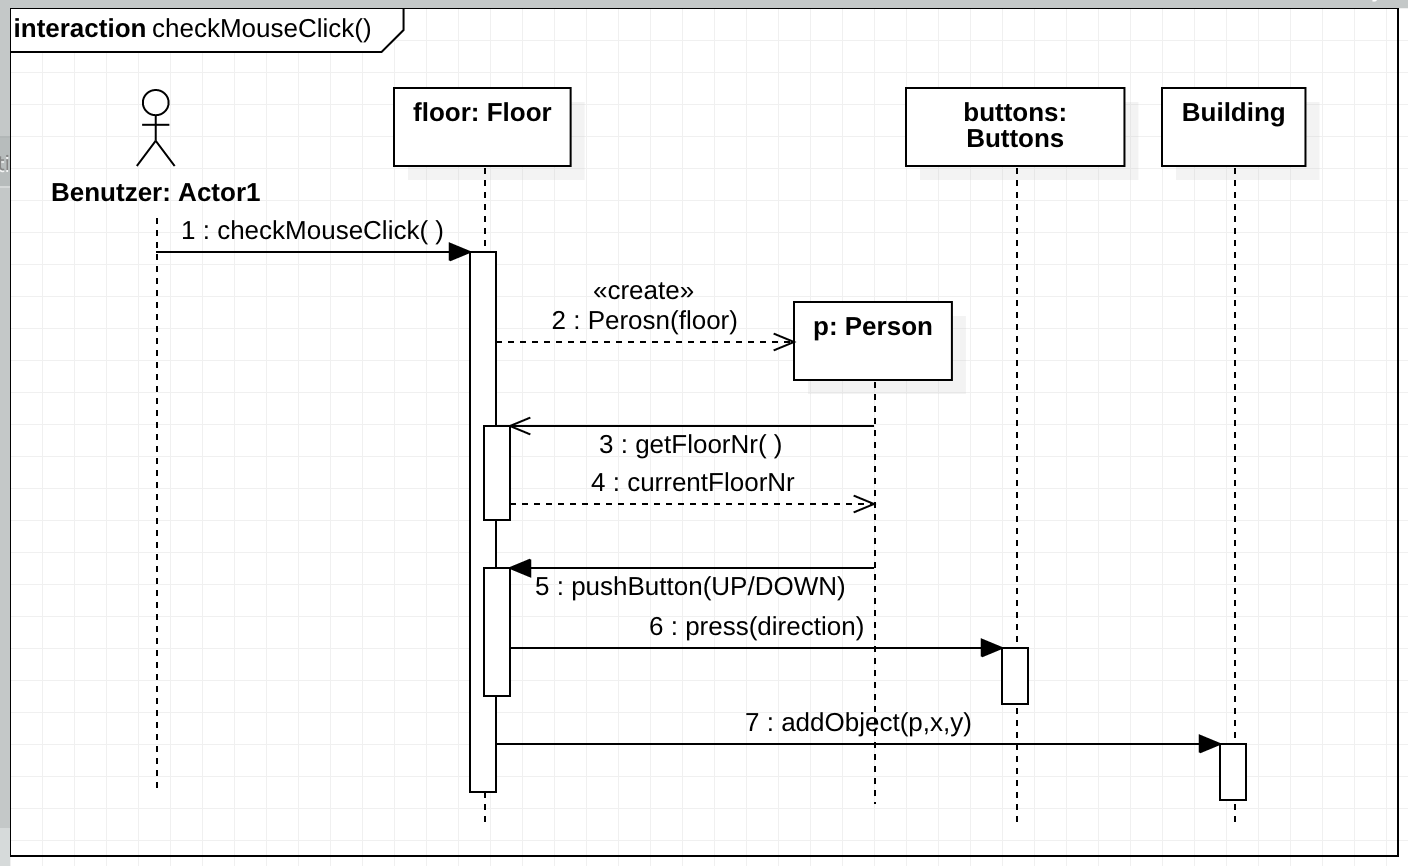 interaction checkMouseClick()
floor: Floor
buttons:
Buttons
Building
Benutzer: Actor1
1 : checkMouseClick( )
«create»
2 : Perosn(floor)
p: Person
3 : getFloorNr( )
4 : currentFloorNr
5 : pushButton(UP/DOWN)
6 : press(direction)
7 : addObject(p,x,y)